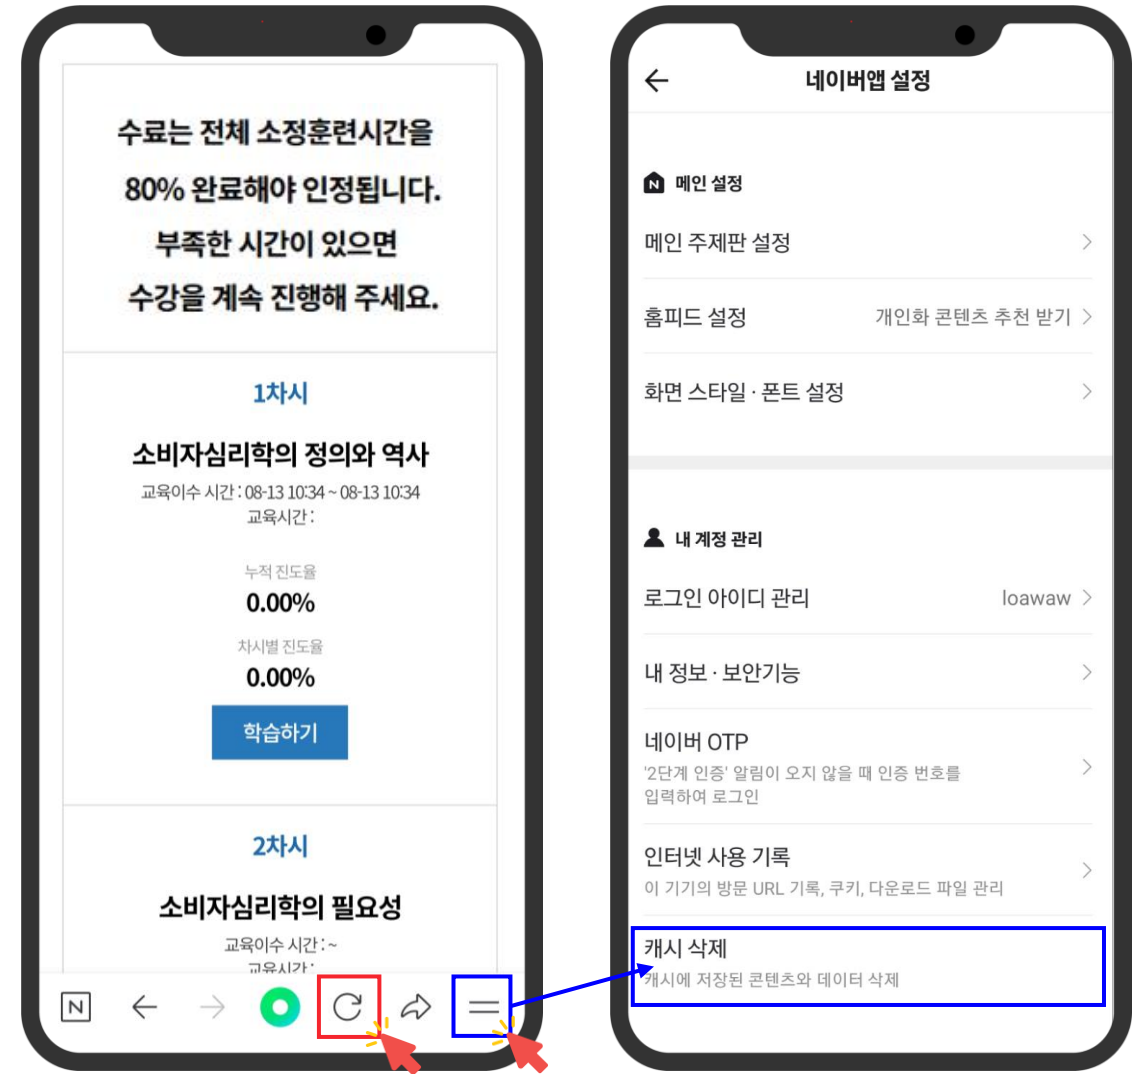 수료는 전체 소정훈련시간을
80% 완료해야 인정됩니다.
부족한 시간이 있으면
수강을 계속 진행해 주세요.
1차시
소비자심리학의 정의와 역사
교육이수 시간 : 08-13 10:34 ~ 08-13 10:34
교육시간 :
누적 진도율
0.00%
차시별 진도율
0.00%
학습하기
2차시
소비자심리학의 필요성
교육이수 시간 : ~
교육시간 :
N
네이버앱 설정
N 메인 설정
메인 주제판 설정
홈피드 설정 개인화 콘텐츠 추천 받기
화면 스타일 · 폰트 설정
내 계정 관리
로그인 아이디 관리 loawaw
내 정보 · 보안기능
네이버 OTP
'2단계 인증' 알림이 오지 않을 때 인증 번호를
입력하여 로그인
인터넷 사용 기록
이 기기의 방문 URL 기록, 쿠키, 다운로드 파일 관리
캐시 삭제
캐시에 저장된 콘텐츠와 데이터 삭제